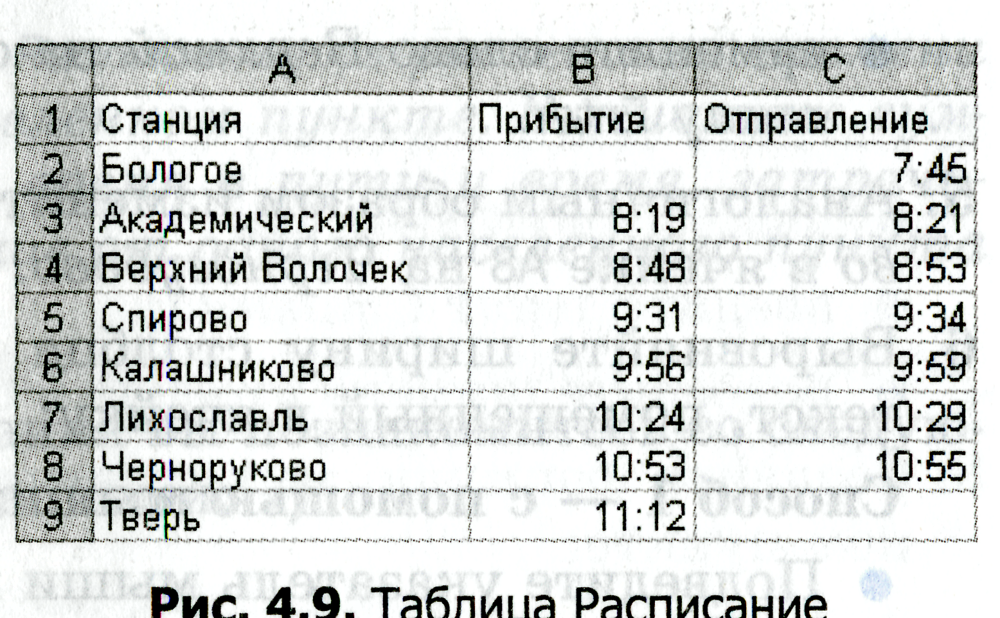 A B C
1 Станция Прибытие Отправление
2 Бологое 7:45
3 Академический 8:19 8:21
4 Верхний Волочек 8:48 8:53
5 Спирово 9:31 9:34
6 Калашниково 9:56 9:59
7 Лихославль 10:24 10:29
8 Черноруково 10:53 10:55
9 Тверь 11:12
Рис. 4.9. Таблица Расписание